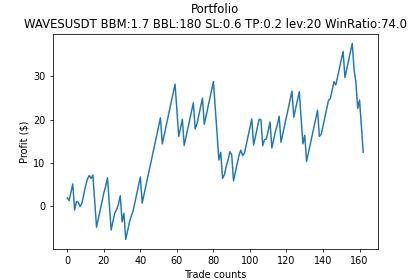 Portfolio
WAVESUSDT BBM:1.7 BBL:180 SL:0.6 TP:0.2 lev:20 WinRatio:74.0
Profit ($)
30
20
10
0
0 20 40 60 80 100 120 140 160
Trade counts